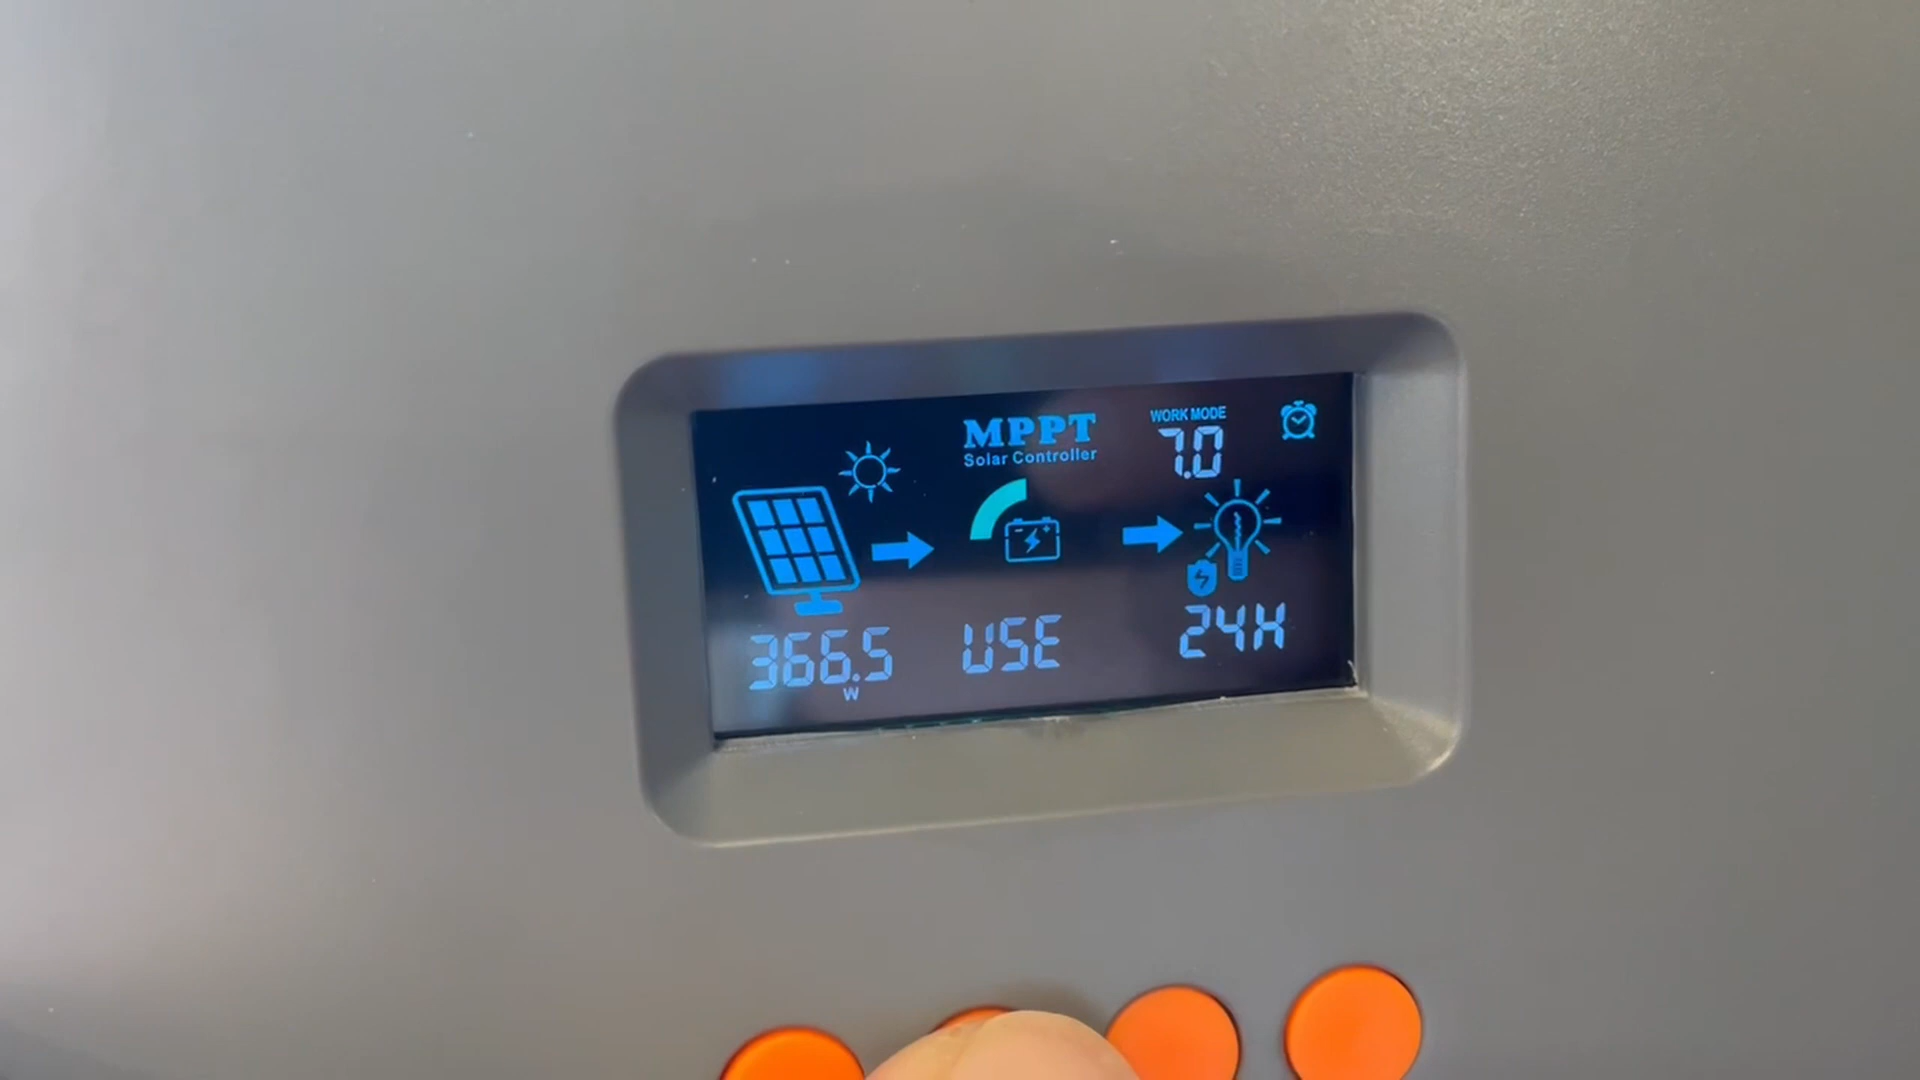 MPPT
Solar Controller
WORK MODE
7.0
366.5
W
USE
24H